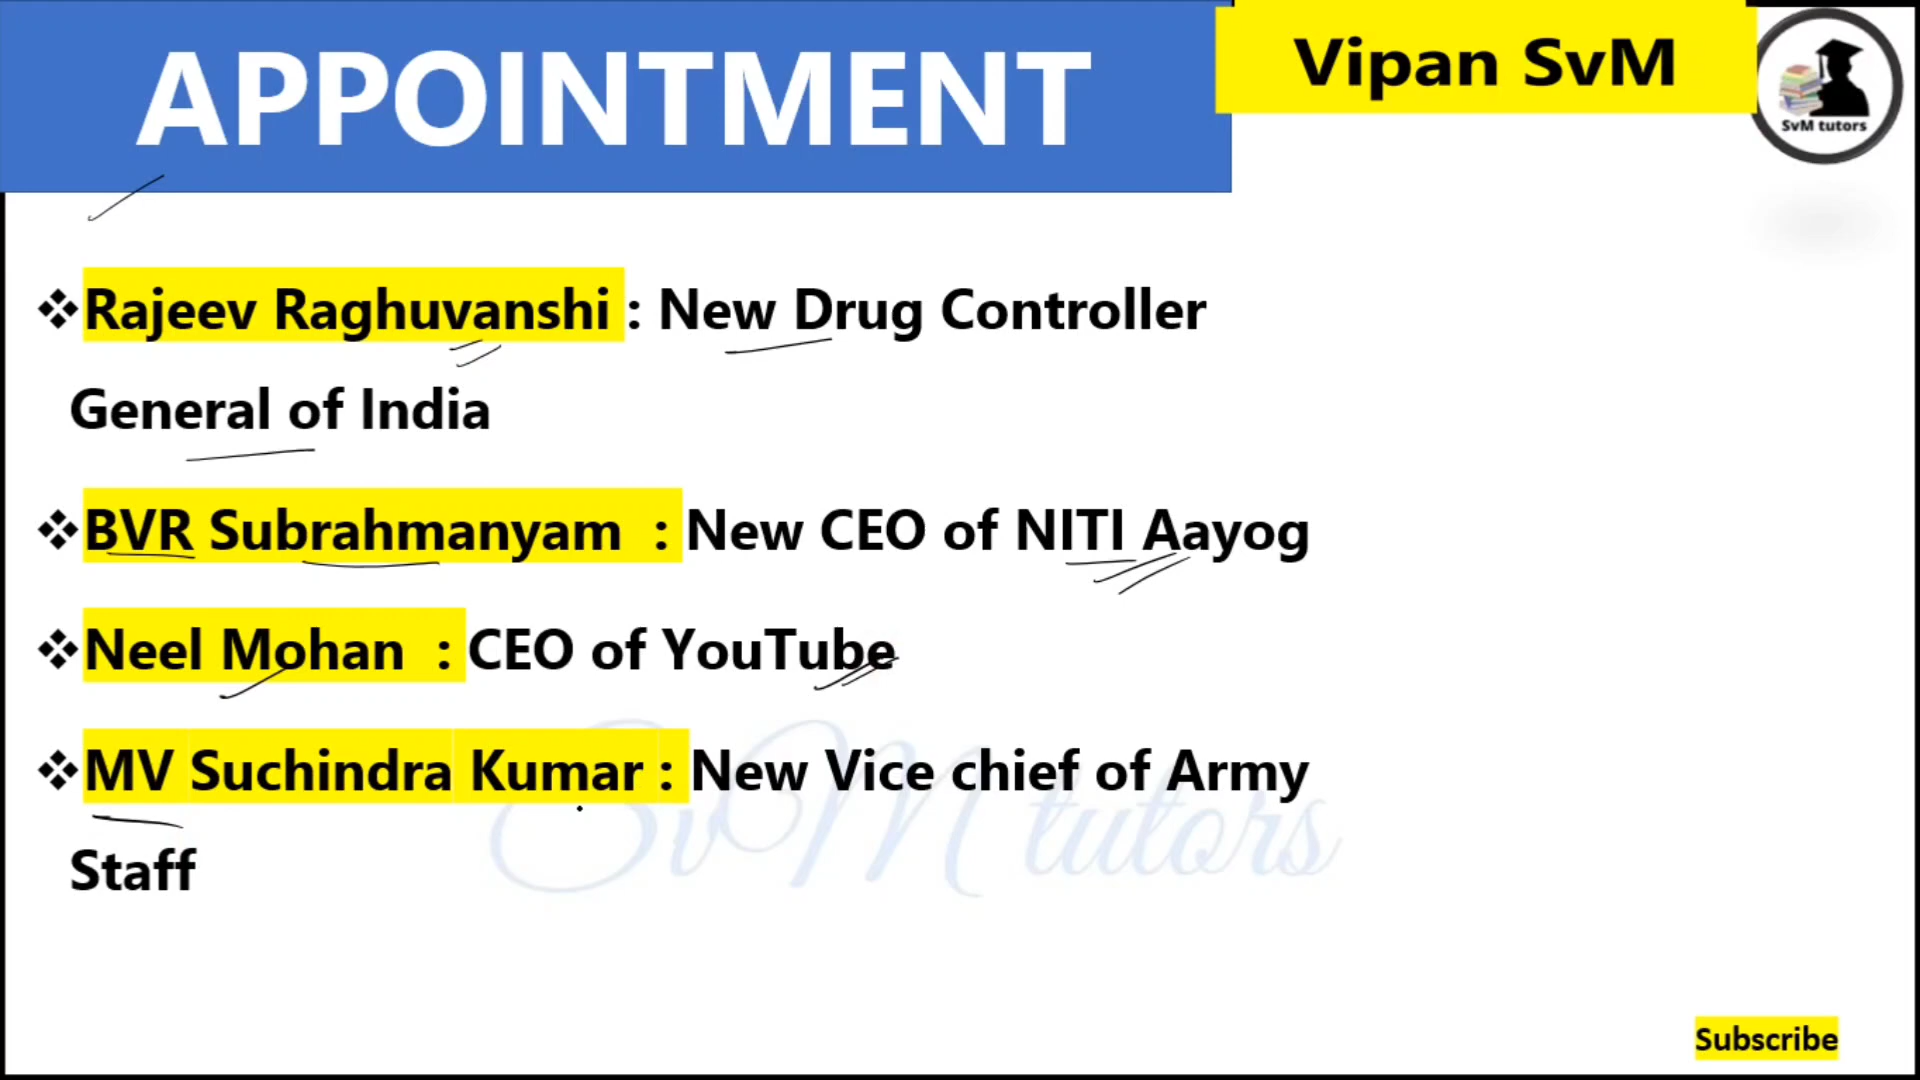 APPOINTMENT
Vipan SvM
SvM tutors
❖Rajeev Raghuvanshi : New Drug Controller
General of India
❖BVR Subrahmanyam : New CEO of NITI Aayog
❖Neel Mohan : CEO of YouTube
❖MV Suchindra Kumar : New Vice chief of Army
Staff
SvM tutors
Subscribe